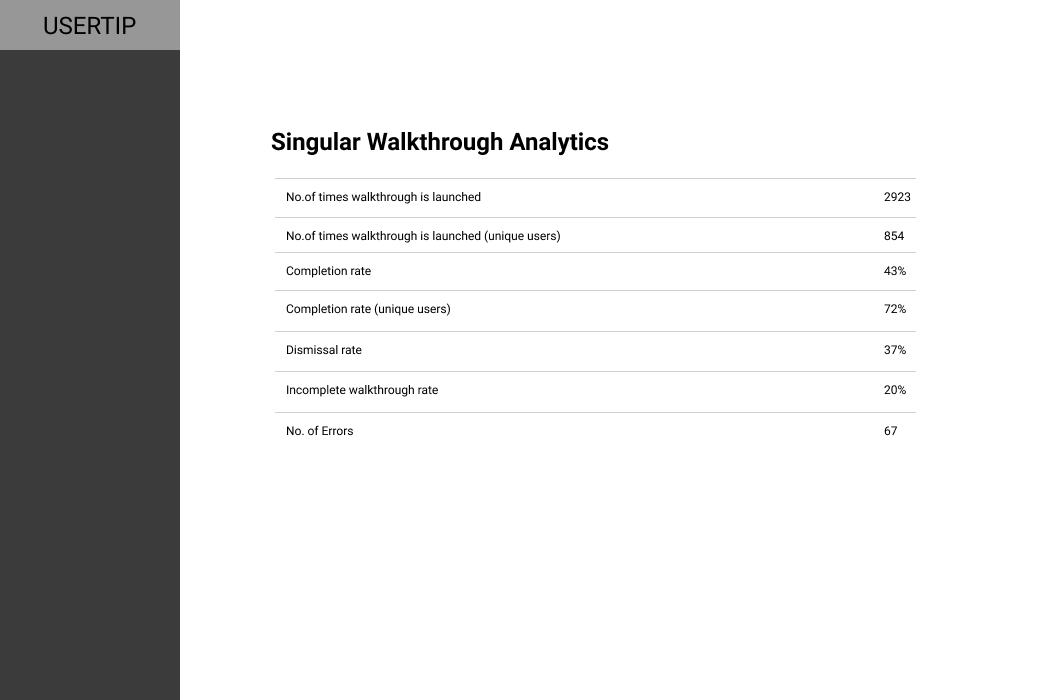 USERTIP
Singular Walkthrough Analytics
No.of times walkthrough is launched 2923
No.of times walkthrough is launched (unique users) 854
Completion rate 43%
Completion rate (unique users) 72%
Dismissal rate 37%
Incomplete walkthrough rate 20%
No. of Errors 67